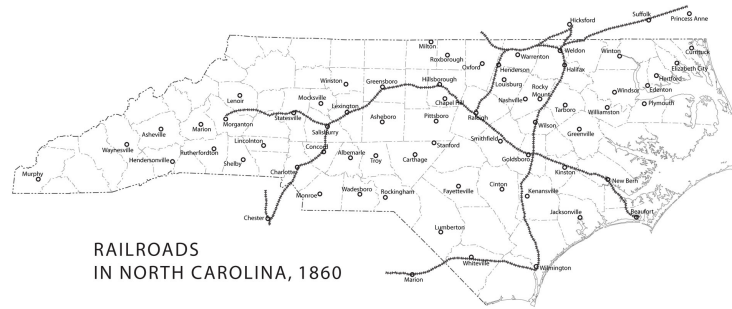 Hicksford
Suffolk
Princess Anne
Milton
Roxborough
Oxford
Warrenton
Weldon
Winton
Currituck
Elizabeth City
Hertford
Edenton
Windsor
Plymouth
Williamston
Henderson
Louisburg
Halifax
Rocky
Mount
Nashville
Tarboro
Hillsborough
Chapel Hill
Raleigh
Greensboro
Winston
Mocksville
Lexington
Lenoir
Morganton
Statesville
Salisbury
Asheboro
Pittsboro
Smithfield
Wilson
Greenville
Asheville
Marion
Waynesville
Hendersonville
Rutherfordton
Lincolnton
Shelby
Concord
Albemarle
Troy
Carthage
Stanford
Goldsboro
Kinston
New Bern
Murphy
Charlotte
Monroe
Wadesboro
Rockingham
Fayetteville
Clinton
Kenansville
Jacksonville
Beaufort
Chester
Lumberton
Whiteville
Wilmington
Marion
RAILROADS
IN NORTH CAROLINA, 1860